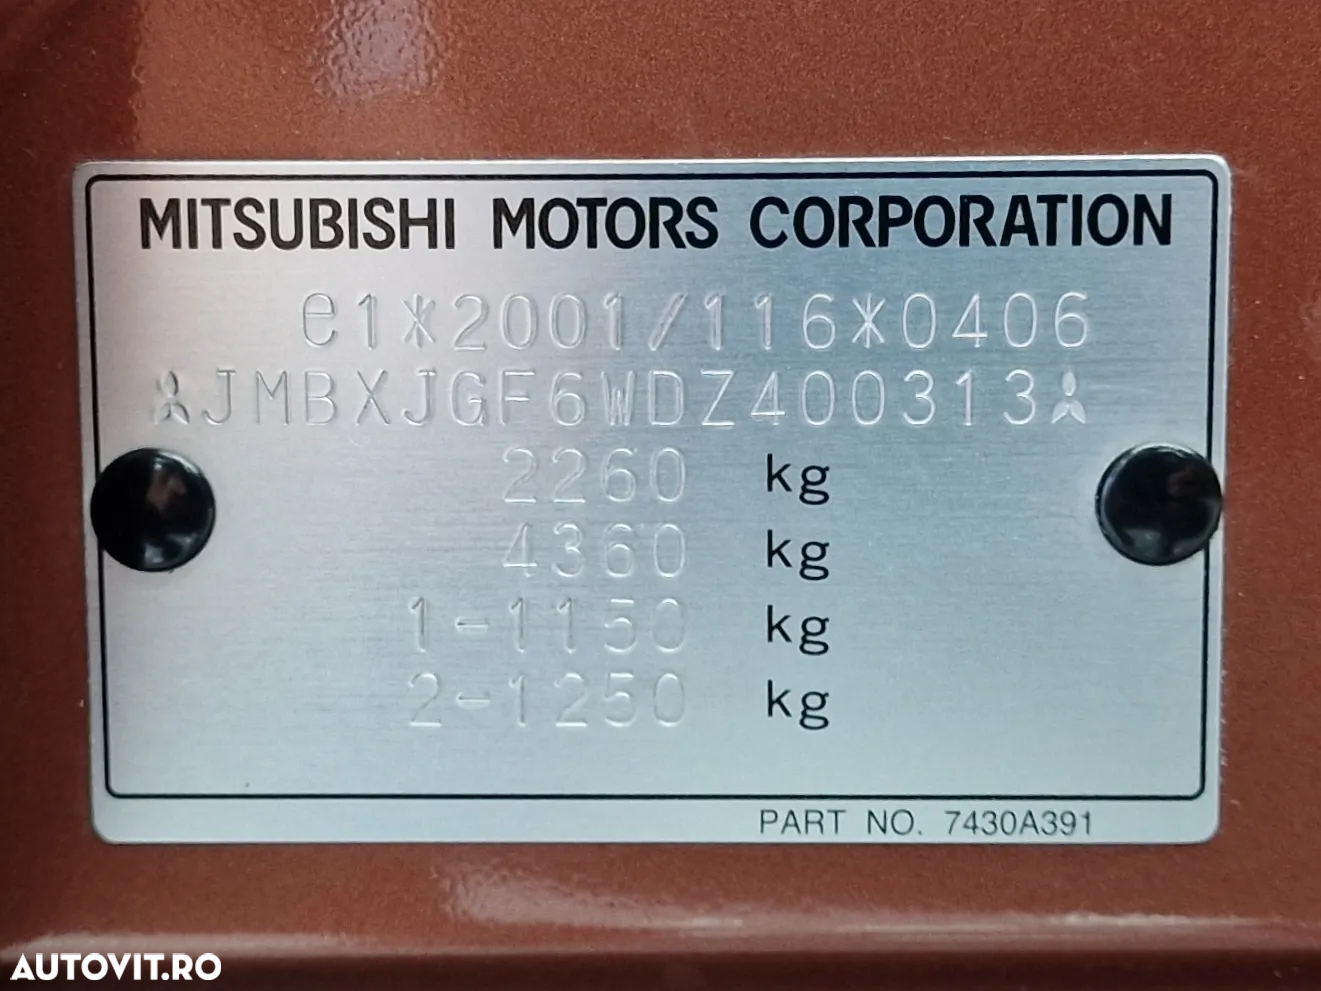 MITSUBISHI MOTORS CORPORATION
e1*2001/116*0406
JMBXJGF6WDZ400313
2260 kg
4360 kg
1-1150 kg
2-1250 kg
PART NO. 7430A391
AUTOVIT.RO